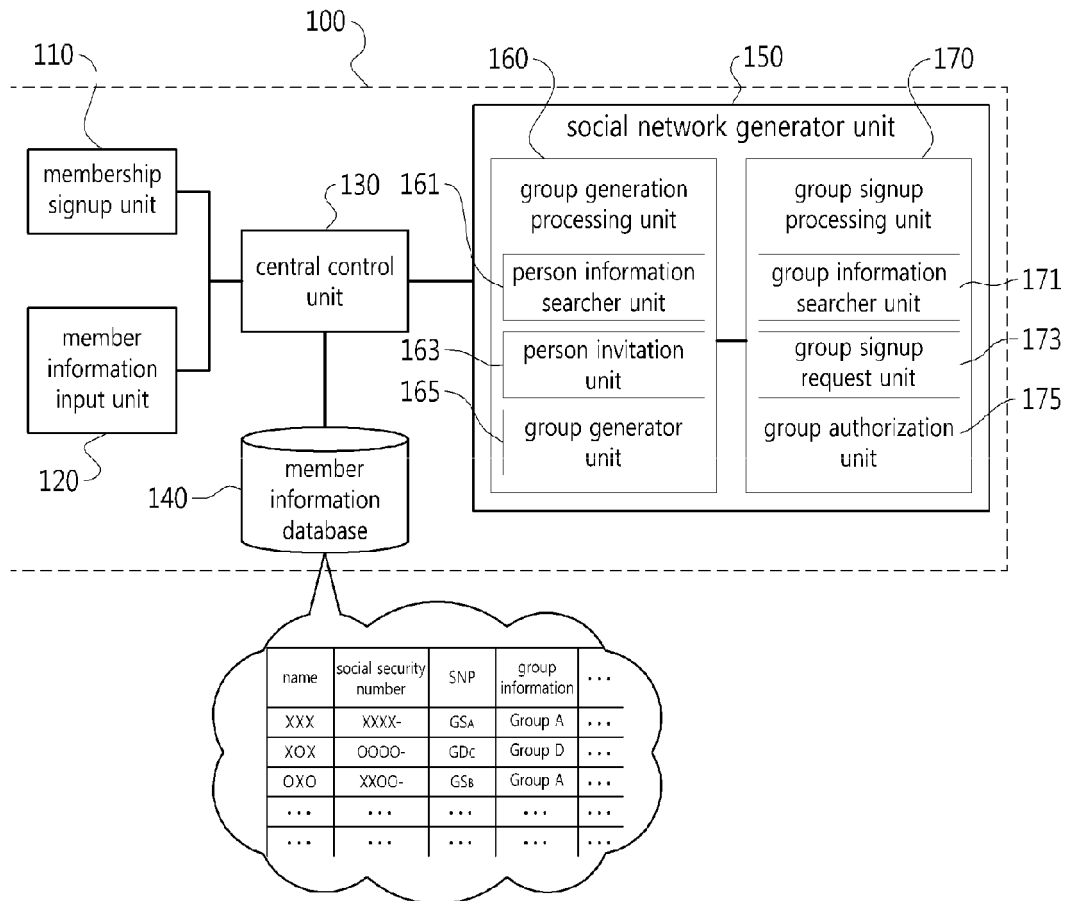 100
110
150
160
170
social network generator unit
membership
signup unit
130
161
group generation
processing unit
group signup
processing unit
central control
unit
person information
searcher unit
group information
searcher unit
171
member
information
input unit
163
person invitation
unit
group signup
request unit
173
165
group generator
unit
group authorization
unit
175
120
140
member
information
database
name social security number SNP group information ...
XXX XXXX- GSA Group A ...
XOX OOOO- GDC Group D ...
OXO XXOO- GSB Group A ...
... ... ... ... ...
... ... ... ... ...